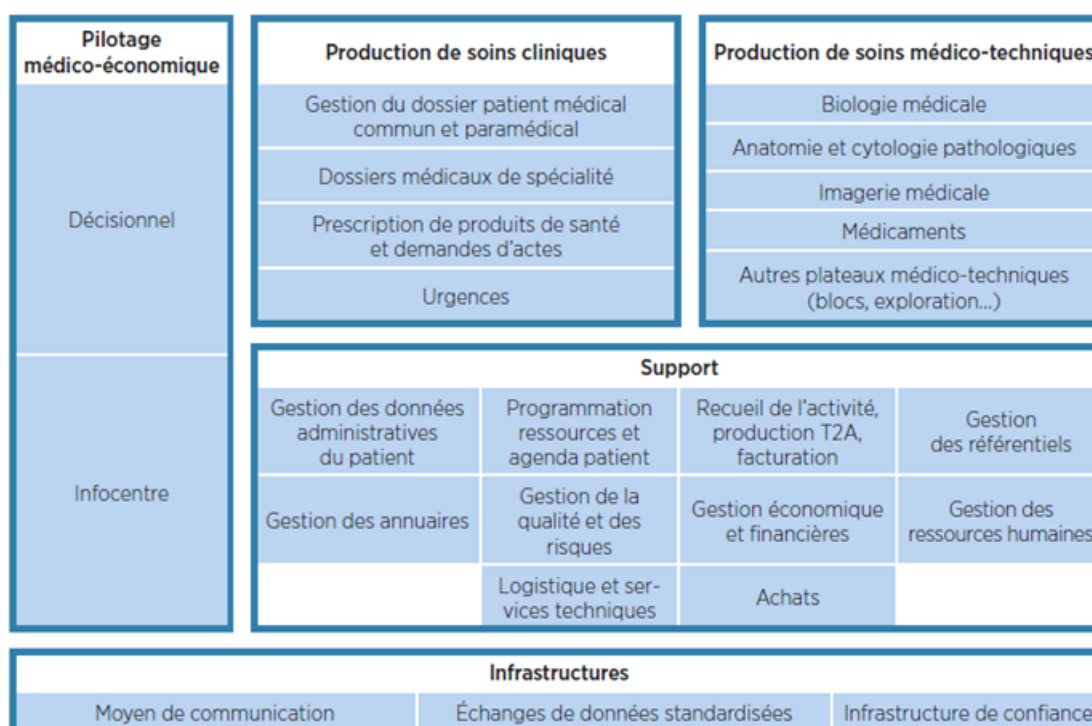 Pilotage
médico-économique
Décisionnel
Infocentre
Production de soins cliniques
Gestion du dossier patient médical
commun et paramédical
Dossiers médicaux de spécialité
Prescription de produits de santé
et demandes d'actes
Urgences
Production de soins médico-techniques
Biologie médicale
Anatomie et cytologie pathologiques
Imagerie médicale
Médicaments
Autres plateaux médico-techniques
(blocs, exploration...)
Support
Gestion des données
administratives
du patient
Programmation
ressources et
agenda patient
Recueil de l'activité,
production T2A,
facturation
Gestion
des référentiels
Gestion des annuaires
Gestion de la
qualité et des
risques
Gestion économique
et financières
Gestion des
ressources humaines
Logistique et ser-
vices techniques
Achats
Infrastructures
Moyen de communication
Échanges de données standardisées
Infrastructure de confiance